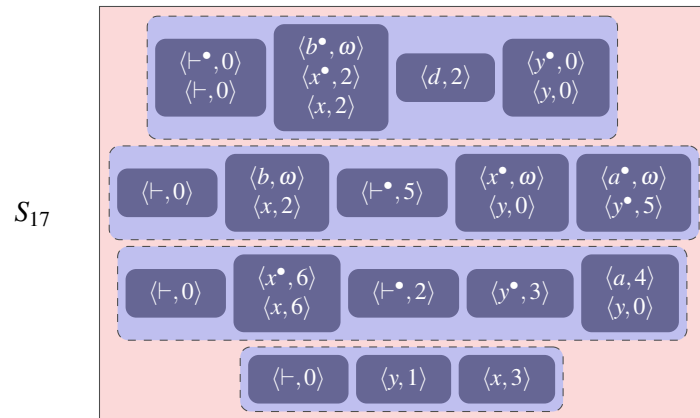 ⟨⊢•, 0⟩
⟨⊢, 0⟩
⟨b•, ω⟩
⟨x•, 2⟩
⟨x, 2⟩
⟨d, 2⟩
⟨y•, 0⟩
⟨y, 0⟩
S₁₇
⟨⊢, 0⟩
⟨b, ω⟩
⟨x, 2⟩
⟨⊢•, 5⟩
⟨x•, ω⟩
⟨y, 0⟩
⟨a•, ω⟩
⟨y•, 5⟩
⟨⊢, 0⟩
⟨x•, 6⟩
⟨x, 6⟩
⟨⊢•, 2⟩
⟨y•, 3⟩
⟨a, 4⟩
⟨y, 0⟩
⟨⊢, 0⟩
⟨y, 1⟩
⟨x, 3⟩